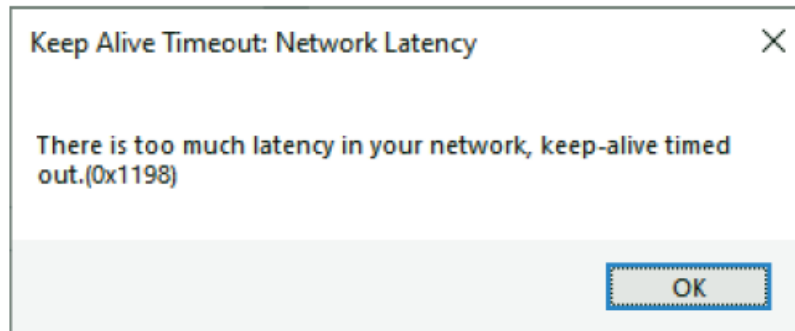 Keep Alive Timeout: Network Latency
There is too much latency in your network, keep-alive timed
out.(0x1198)
OK